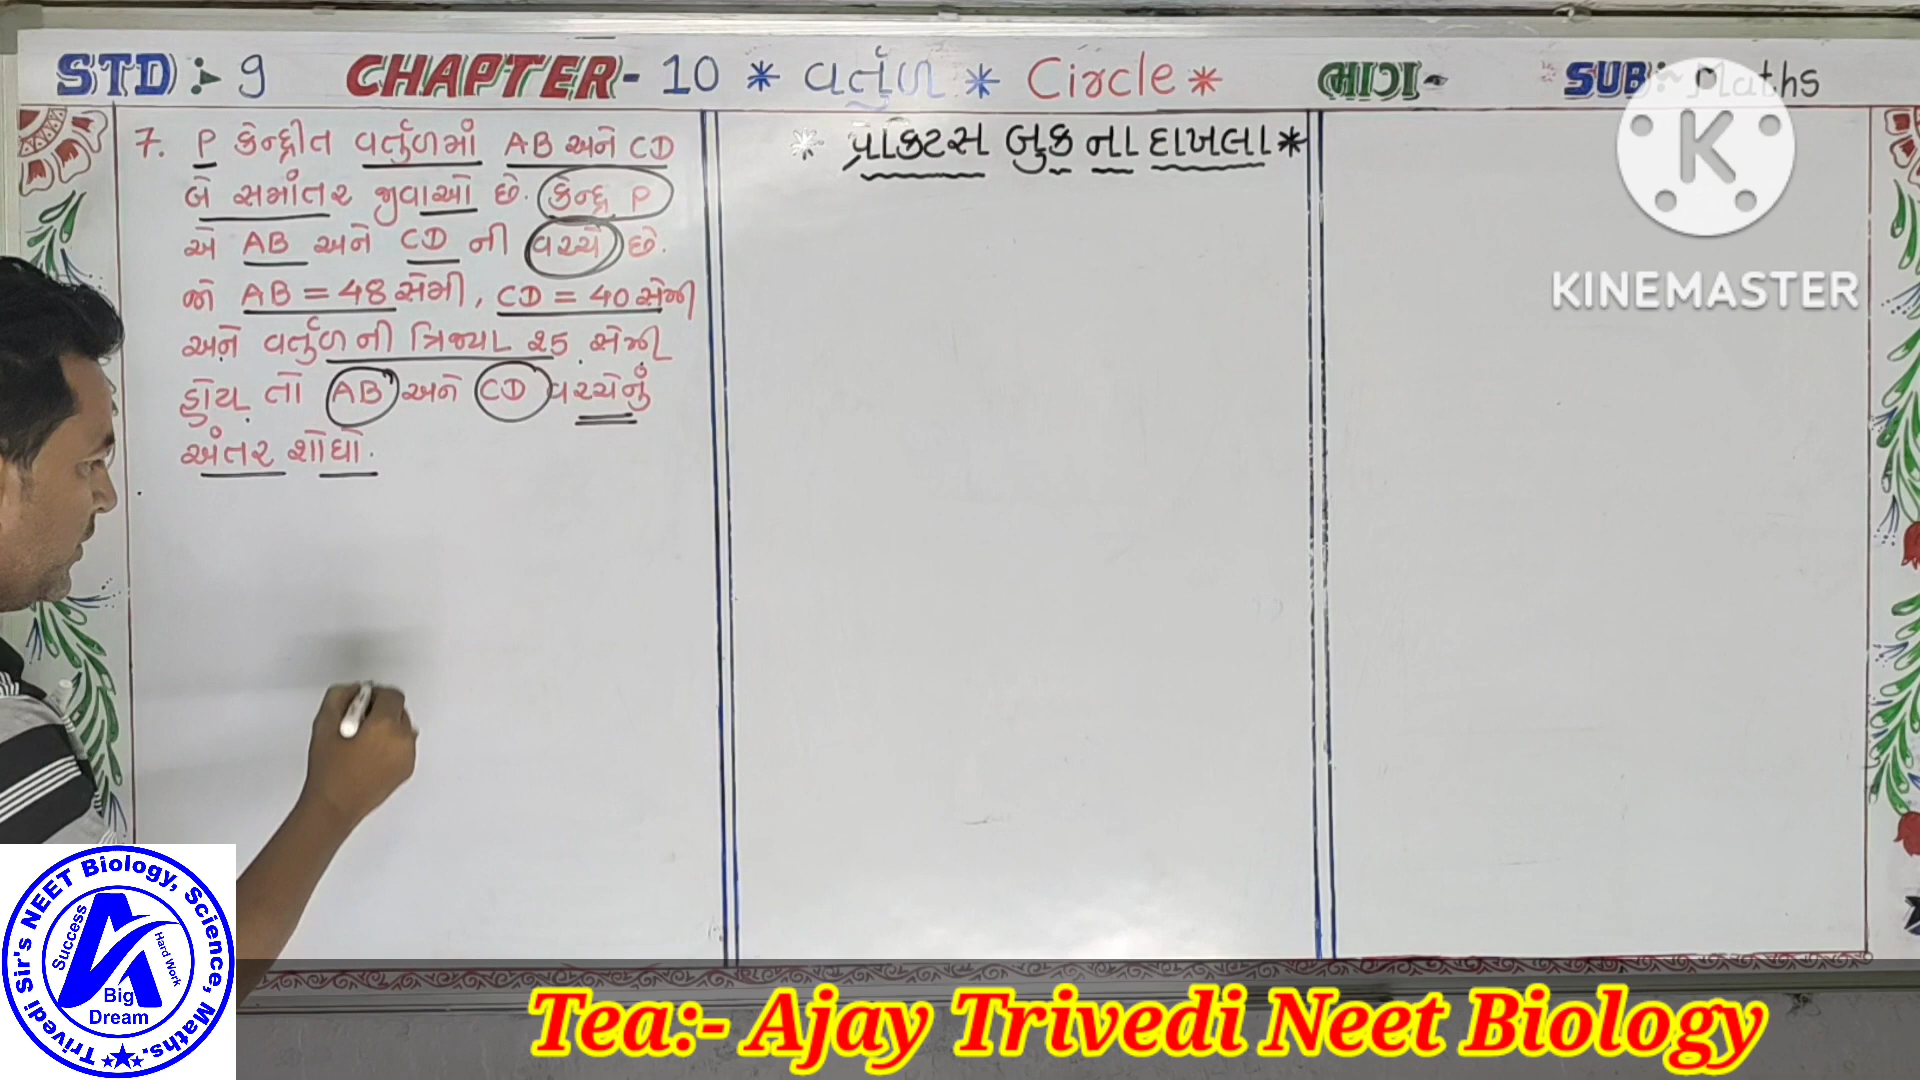 STD :- 9 CHAPTER- 10 * વર્તુળ * Circle * ભાગ- SUB:- Maths
7. P કેન્દ્રીત વર્તુળમાં AB અને CD
બે સમાંતર જીવાઓ છે. કેન્દ્ર P
એ AB અને CD ની વચ્ચે છે.
જો AB = 48 સેમી, CD = 40 સેમી
અને વર્તુળ ની ત્રિજ્યા 25 સેમી
હોય તો AB અને CD વચ્ચેનું
અંતર શોધો.
* પ્રેક્ટિસ બુક ના દાખલા *
K
KINEMASTER
Trivedi Sir's NEET Biology, Science, Maths.
Success
Hard Work
Big
Dream
Tea:- Ajay Trivedi Neet Biology